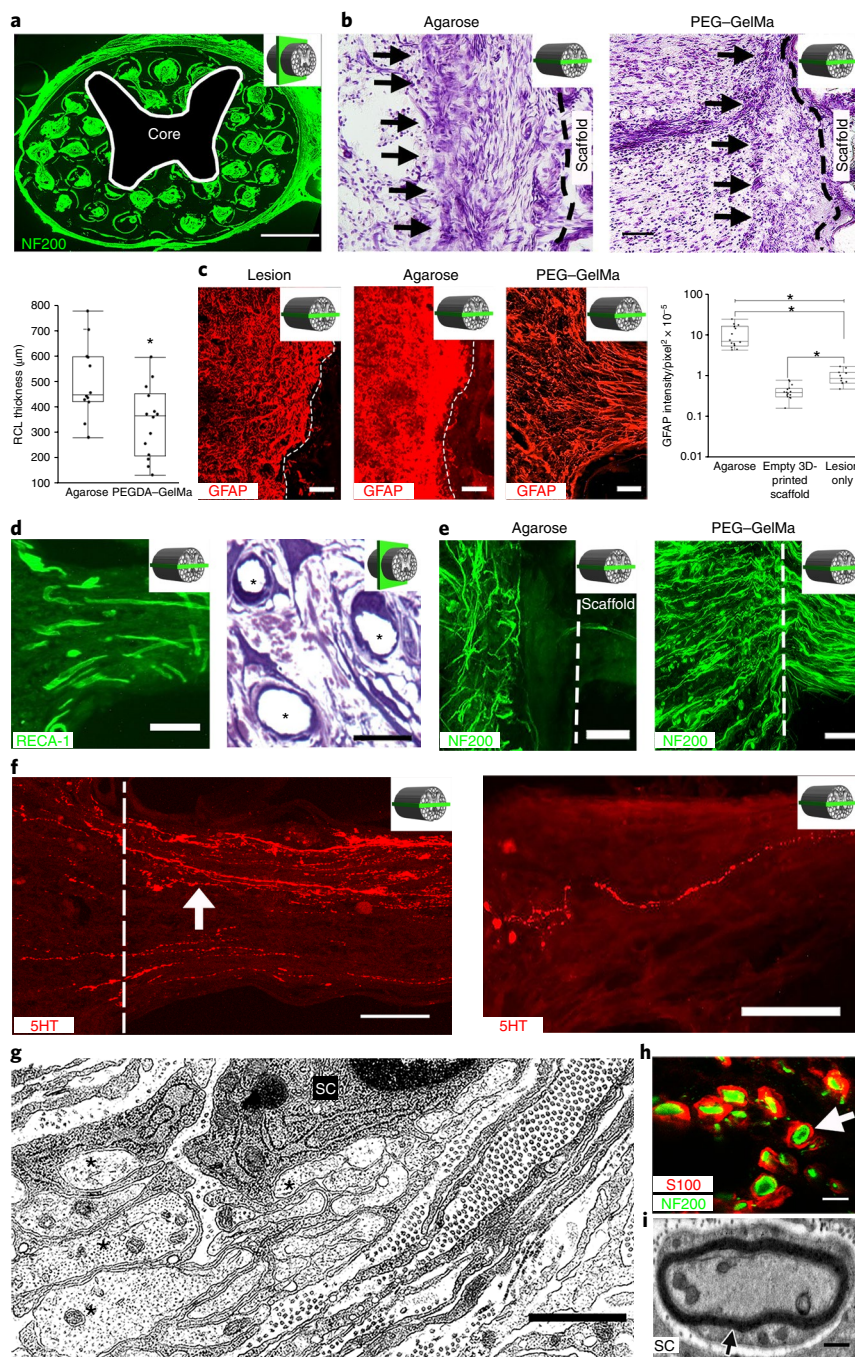 a
Core
NF200
b
Agarose
PEG–GelMa
Scaffold
Scaffold
RCL thickness (µm)
800
700
600
500
400
300
200
100
*
Agarose PEGDA–GelMa
c
Lesion
Agarose
PEG–GelMa
GFAP
GFAP
GFAP
GFAP intensity/pixel² × 10⁻⁵
100
10
1
0.1
0.01
*
*
*
Agarose
Empty 3D-
printed
scaffold
Lesion
only
d
RECA-1
*
*
*
e
Agarose
PEG–GelMa
Scaffold
NF200
NF200
f
5HT
5HT
g
SC
*
*
*
*
h
S100
NF200
i
SC